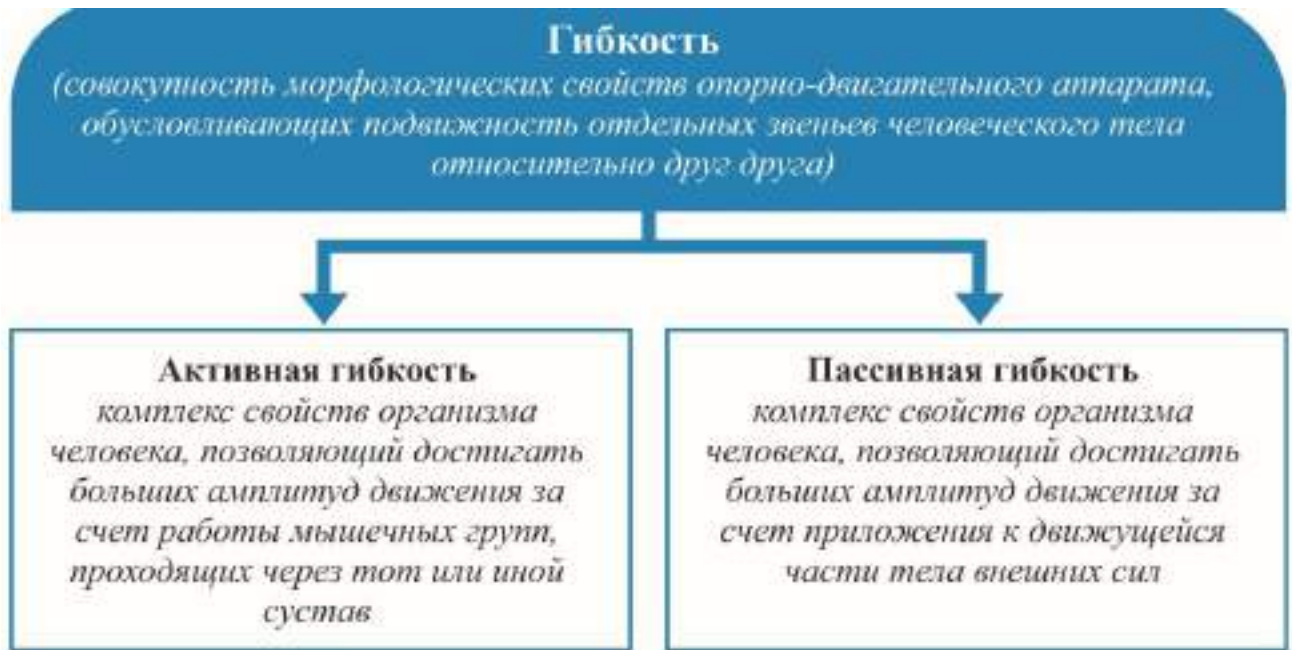 Гибкость
(совокупность морфологических свойств опорно-двигательного аппарата,
обусловливающих подвижность отдельных звеньев человеческого тела
относительно друг друга)
Активная гибкость
комплекс свойств организма
человека, позволяющий достигать
больших амплитуд движения за
счет работы мышечных групп,
проходящих через тот или иной
сустав
Пассивная гибкость
комплекс свойств организма
человека, позволяющий достигать
больших амплитуд движения за
счет приложения к движущейся
части тела внешних сил